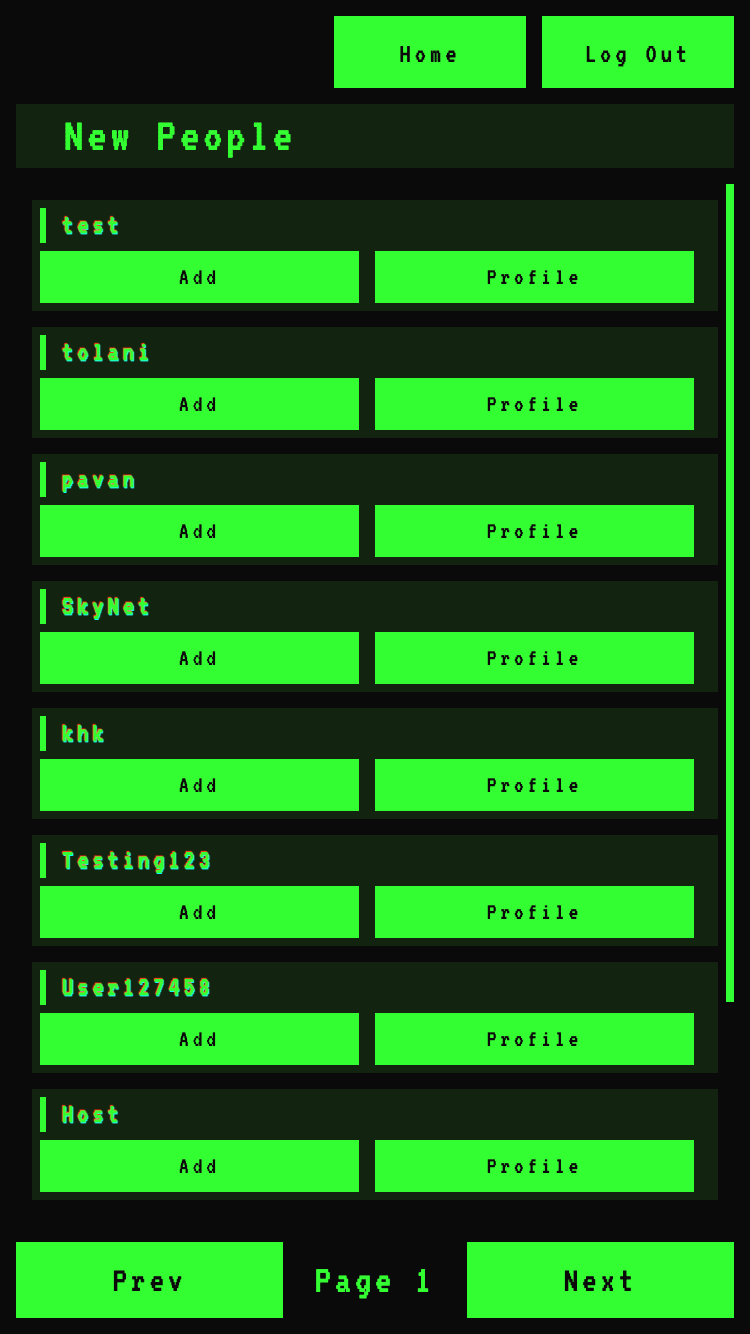 Home Log Out
New People
test
Add Profile
tolani
Add Profile
pavan
Add Profile
SkyNet
Add Profile
khk
Add Profile
Testing123
Add Profile
User127458
Add Profile
Host
Add Profile
Prev Page 1 Next